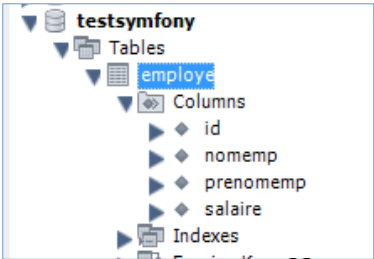 testsymfony
Tables
employe
Columns
id
nomemp
prenomemp
salaire
Indexes